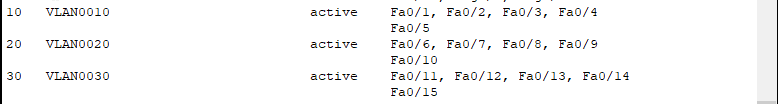 10   VLAN0010                         active    Fa0/1, Fa0/2, Fa0/3, Fa0/4
                                                Fa0/5
20   VLAN0020                         active    Fa0/6, Fa0/7, Fa0/8, Fa0/9
                                                Fa0/10
30   VLAN0030                         active    Fa0/11, Fa0/12, Fa0/13, Fa0/14
                                                Fa0/15